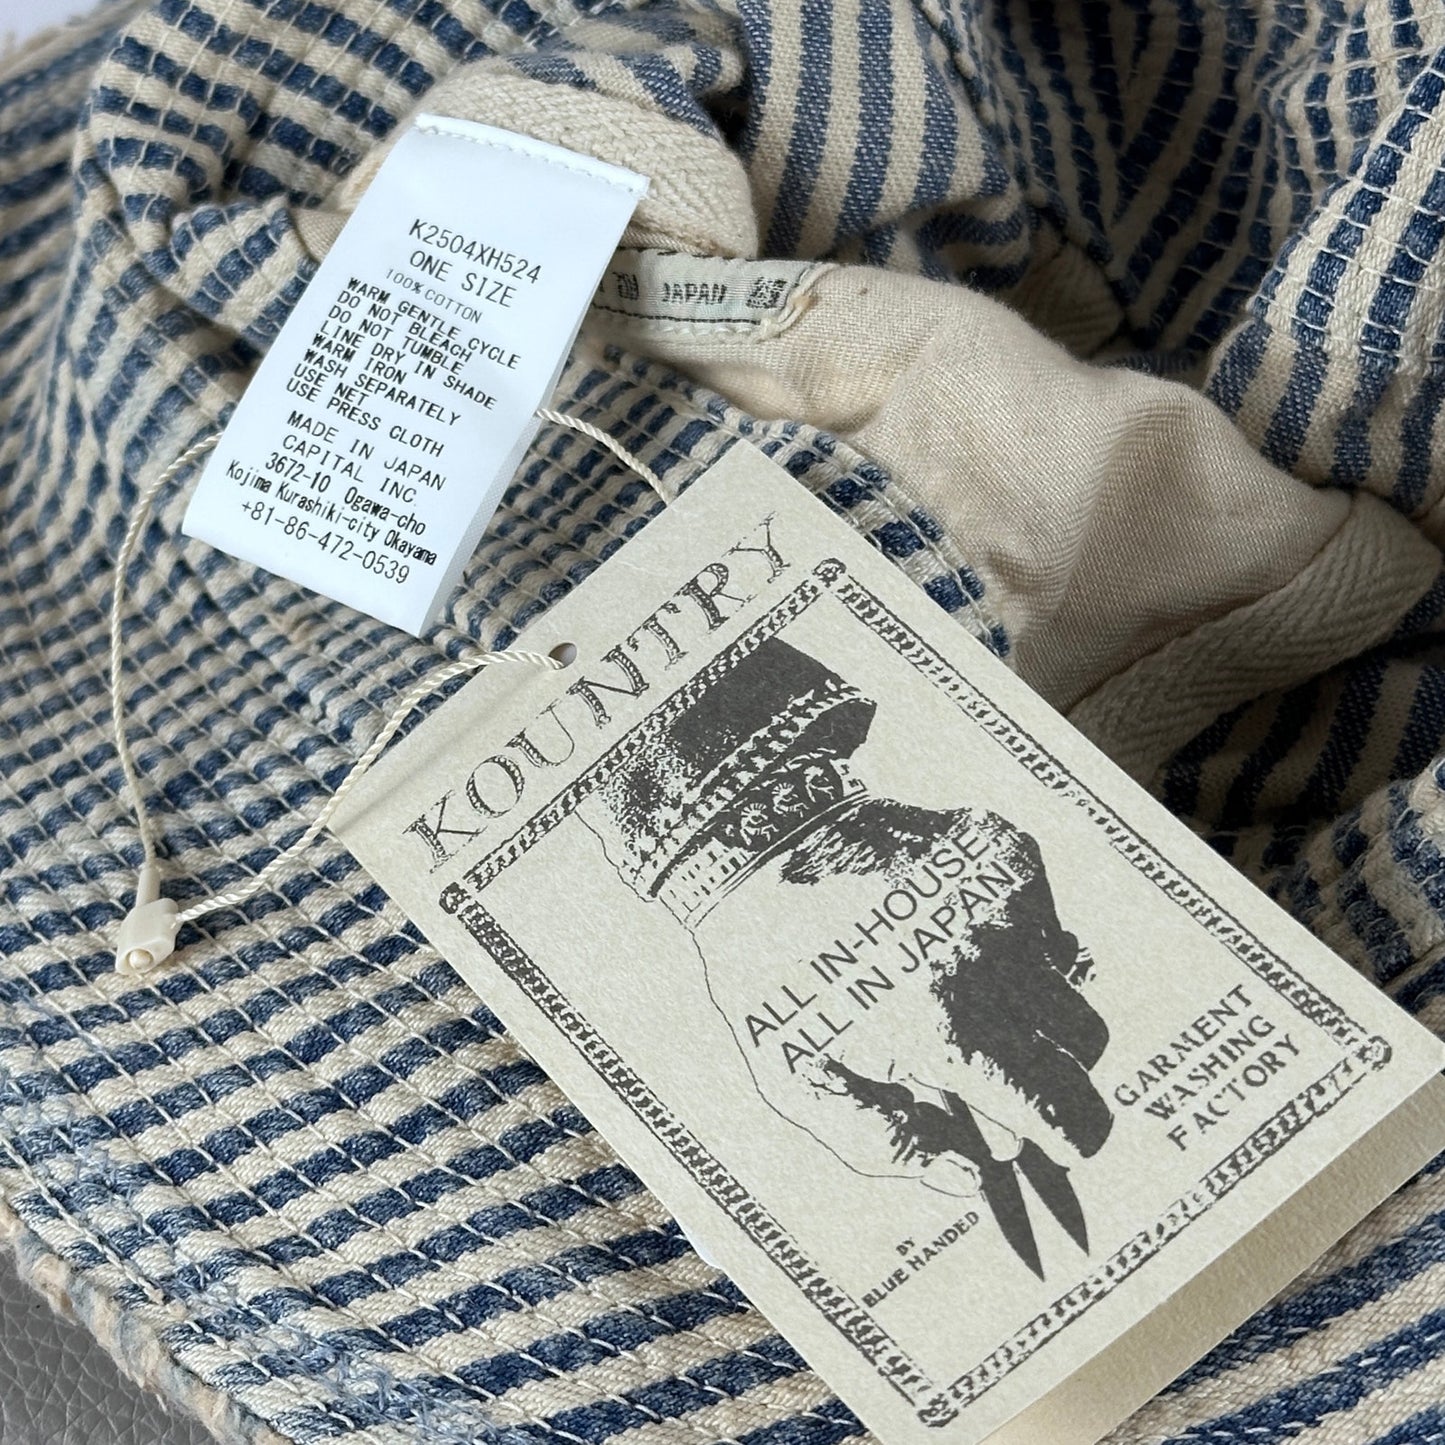 K2504XH524
ONE SIZE
100% COTTON
WARM GENTLE CYCLE
DO NOT BLEACH
DO NOT TUMBLE
LINE DRY IN SHADE
WARM IRON
WASH SEPARATELY
USE NET
USE PRESS CLOTH
MADE IN JAPAN
CAPITAL INC.
3672-10 Ogawa-cho
Kojima Kurashiki-city Okayama
+81-86-472-0539
JAPAN
KOUNTRY
ALL IN-HOUSE,
ALL IN JAPAN
GARMENT
WASHING
FACTORY
BY
BLUE HANDED